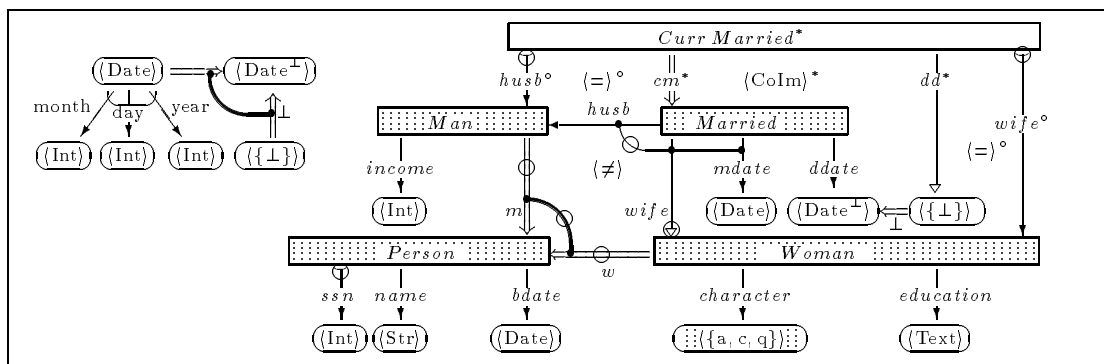 Curr Married*
⟨Date⟩ ⟨Date⊥⟩
husb° ⟨=⟩° cm* ⟨CoIm⟩* dd*
month day year ⊥
husb wife°
Man Married
⟨Int⟩ ⟨Int⟩ ⟨Int⟩ ⟨{⊥}⟩
⟨=⟩°
income ⟨≠⟩ mdate ddate
⟨Int⟩ m wife ⟨Date⟩ ⟨Date⊥⟩ ⊥ ⟨{⊥}⟩
Person Woman
w
ssn name bdate character education
⟨Int⟩ ⟨Str⟩ ⟨Date⟩ ⟨{a, c, q}⟩ ⟨Text⟩